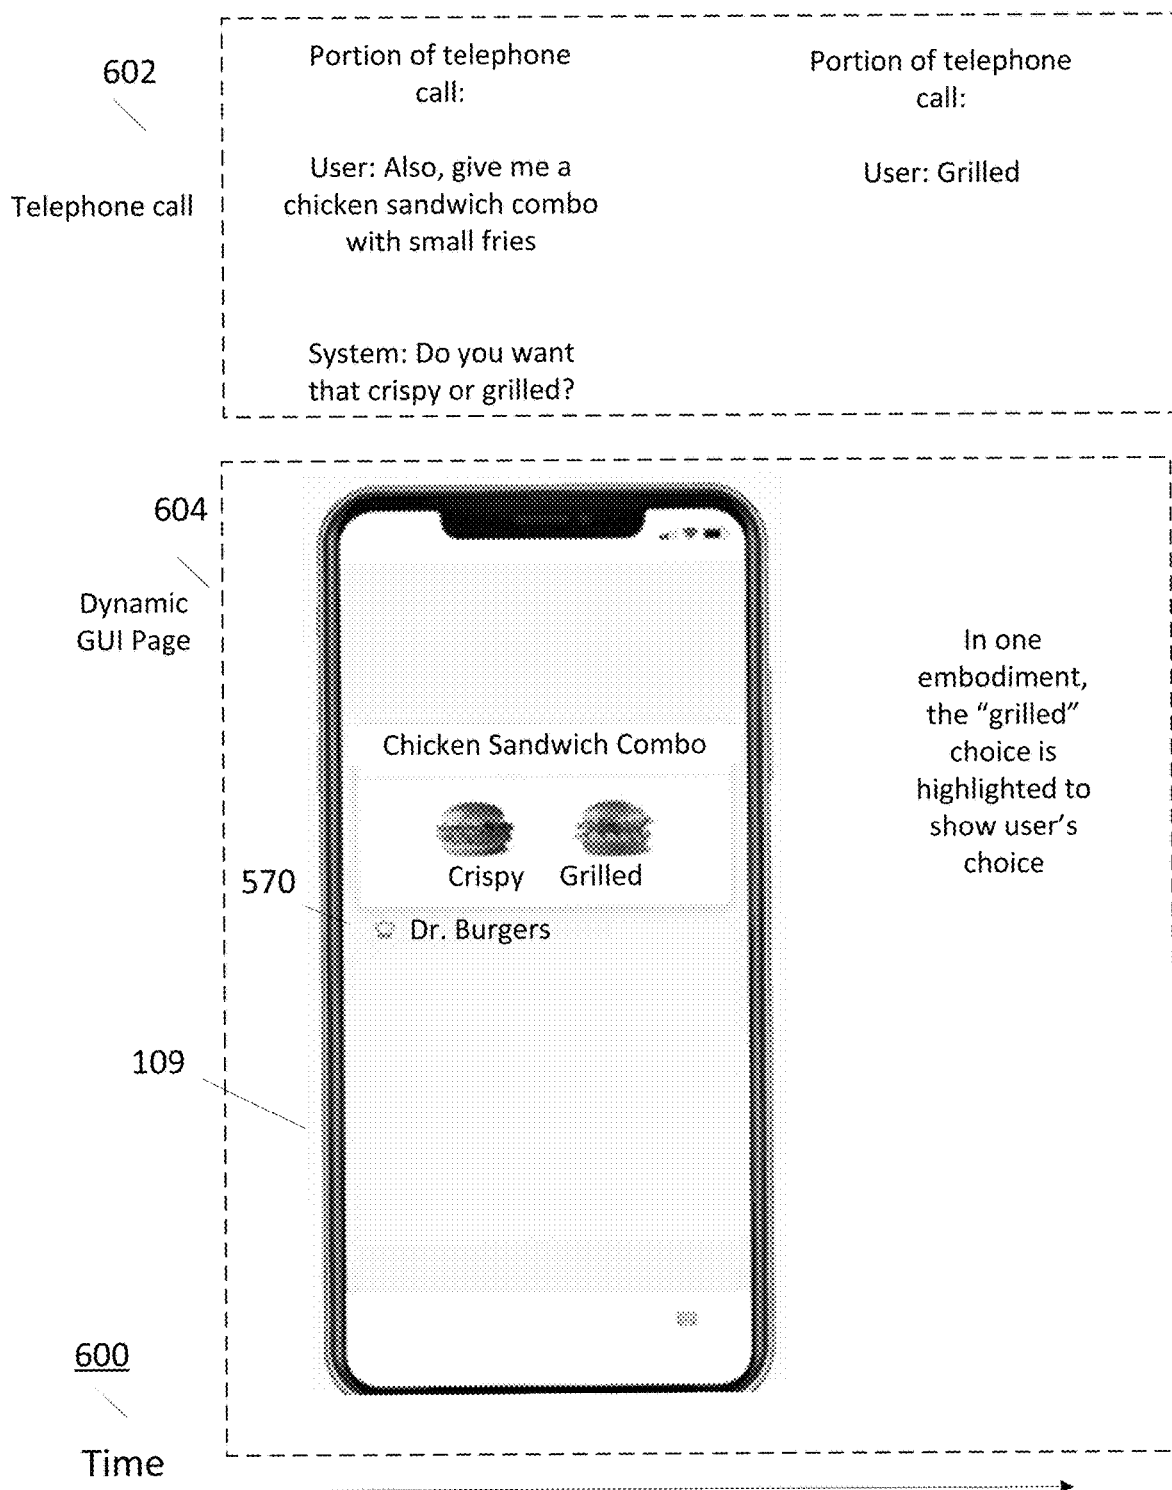 602
Telephone call
Portion of telephone
call:
User: Also, give me a
chicken sandwich combo
with small fries
System: Do you want
that crispy or grilled?
Portion of telephone
call:
User: Grilled
604
Dynamic
GUI Page
Chicken Sandwich Combo
Crispy Grilled
570
Dr. Burgers
109
In one
embodiment,
the “grilled”
choice is
highlighted to
show user’s
choice
600
Time